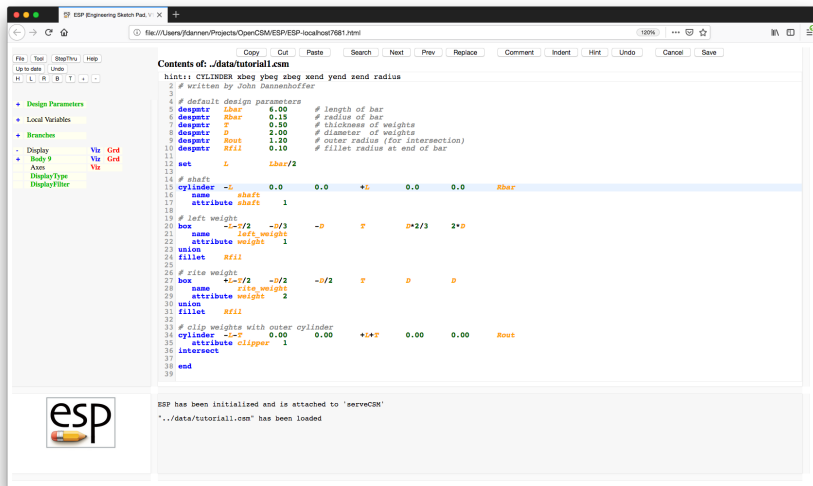 ESP (Engineering Sketch Pad, V1
file:///Users/jfdannen/Projects/OpenCSM/ESP/ESP-localhost7681.html
120%
File Tool StepThru Help
Up to date Undo
H L R B T + -
+ Design Parameters
+ Local Variables
+ Branches
- Display Viz Grd
+ Body 9 Viz Grd
Axes Viz
DisplayType
DisplayFilter
Copy Cut Paste Search Next Prev Replace Comment Indent Hint Undo Cancel Save
Contents of: ../data/tutorial1.csm
hint:: CYLINDER xbeg ybeg zbeg xend yend zend radius
2 # written by John Dannenhoffer
3
4 # default design parameters
5 despmtr Lbar 6.00 # length of bar
6 despmtr Rbar 0.15 # radius of bar
7 despmtr T 0.50 # thickness of weights
8 despmtr D 2.00 # diameter of weights
9 despmtr Rout 1.20 # outer radius (for intersection)
10 despmtr Rfil 0.10 # fillet radius at end of bar
11
12 set L Lbar/2
13
14 # shaft
15 cylinder -L 0.0 0.0 +L 0.0 0.0 Rbar
16 name shaft
17 attribute shaft 1
18
19 # left weight
20 box -L-T/2 -D/3 -D T D*2/3 2*D
21 name left_weight
22 attribute weight 1
23 union
24 fillet Rfil
25
26 # rite weight
27 box +L-T/2 -D/2 -D/2 T D D
28 name rite_weight
29 attribute weight 2
30 union
31 fillet Rfil
32
33 # clip weights with outer cylinder
34 cylinder -L-T 0.00 0.00 +L+T 0.00 0.00 Rout
35 attribute clipper 1
36 intersect
37
38 end
39
esp
ESP has been initialized and is attached to 'serveCSM'
"../data/tutorial1.csm" has been loaded